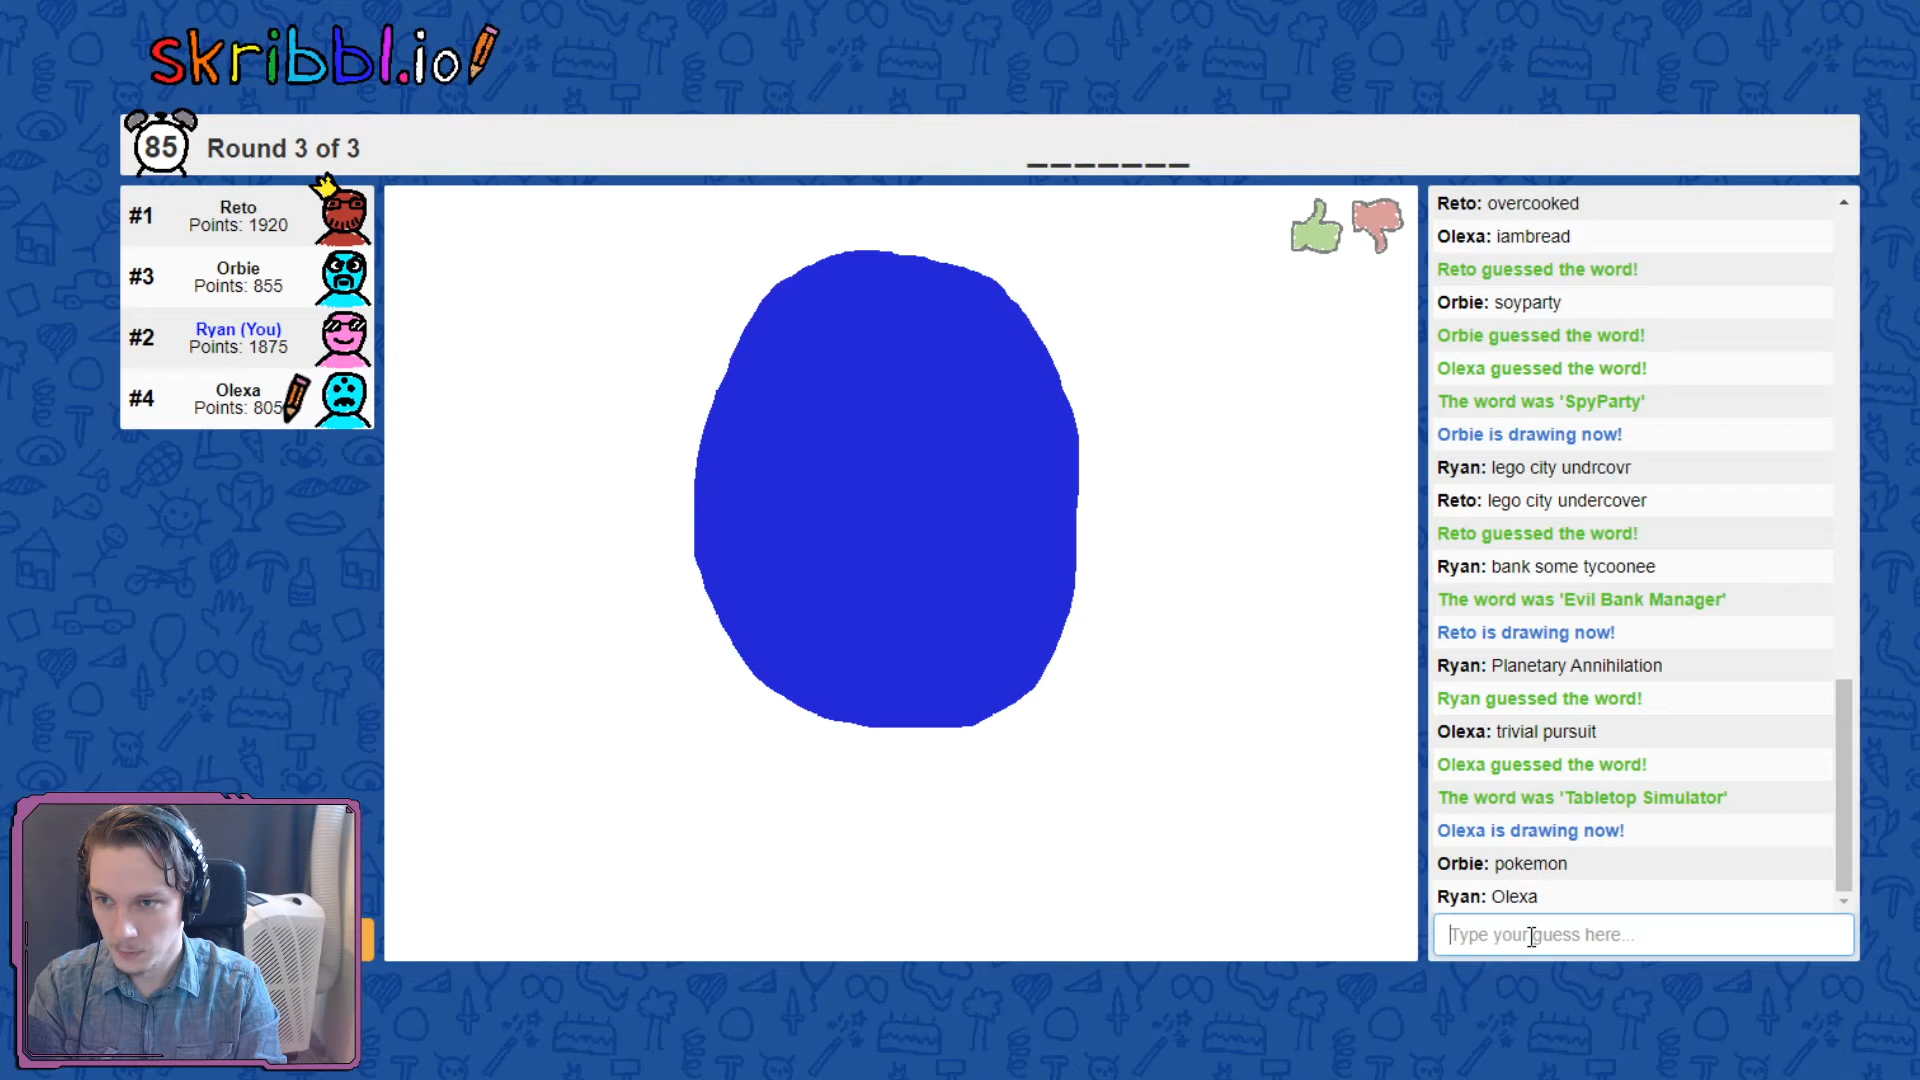 skribbl.io
85
Round 3 of 3
_______
#1
Reto
Points: 1920
#3
Orbie
Points: 855
#2
Ryan (You)
Points: 1875
#4
Olexa
Points: 805
Reto: overcooked
Olexa: iambread
Reto guessed the word!
Orbie: soyparty
Orbie guessed the word!
Olexa guessed the word!
The word was 'SpyParty'
Orbie is drawing now!
Ryan: lego city undrcovr
Reto: lego city undercover
Reto guessed the word!
Ryan: bank some tycoonee
The word was 'Evil Bank Manager'
Reto is drawing now!
Ryan: Planetary Annihilation
Ryan guessed the word!
Olexa: trivial pursuit
Olexa guessed the word!
The word was 'Tabletop Simulator'
Olexa is drawing now!
Orbie: pokemon
Ryan: Olexa
Type your guess here...